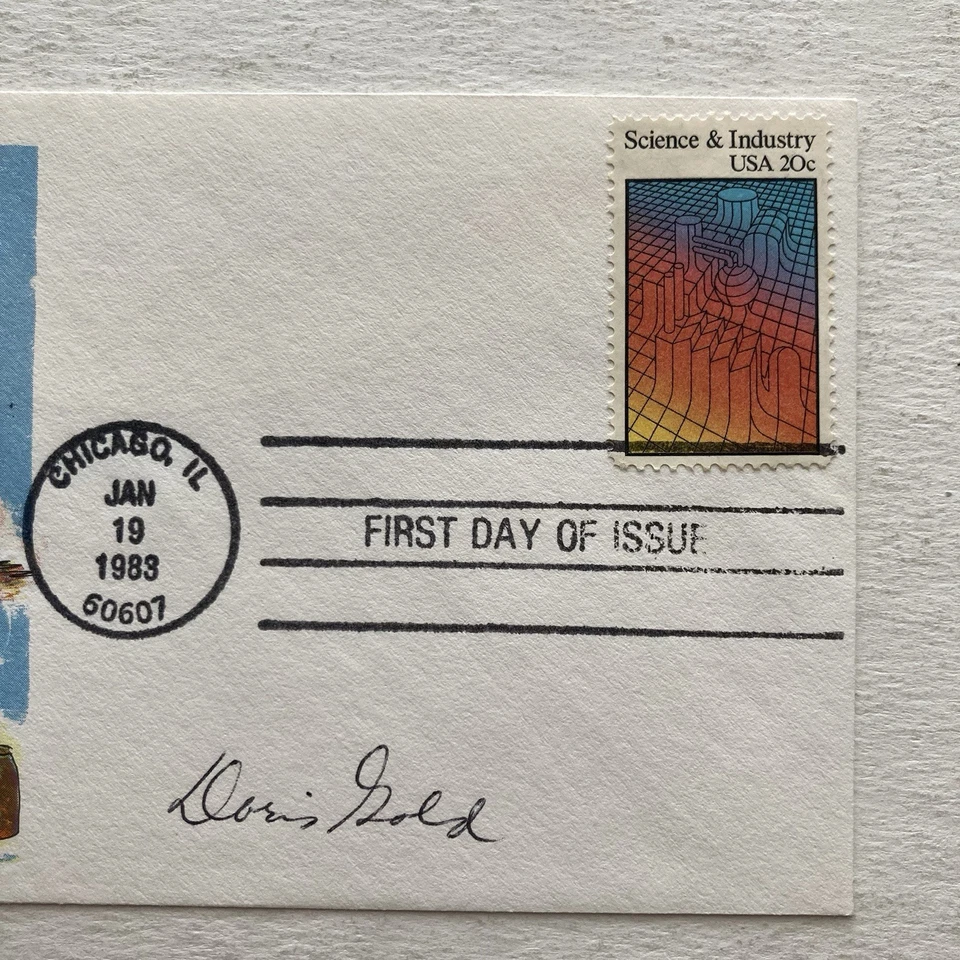 Science & Industry
USA 20c
CHICAGO, IL
JAN
19
1983
60607
FIRST DAY OF ISSUE
Doris Gold